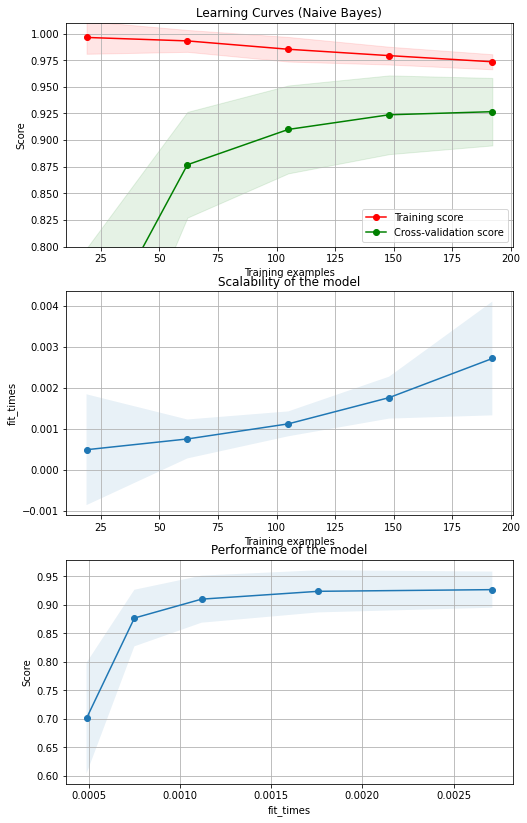 Learning Curves (Naive Bayes)
1.000
0.975
0.950
0.925
0.900
0.875
0.850
0.825
0.800
Score
Training score
Cross-validation score
25 50 75 100 125 150 175 200
Training examples
Scalability of the model
0.004
0.003
0.002
0.001
0.000
−0.001
fit_times
25 50 75 100 125 150 175 200
Training examples
Performance of the model
0.95
0.90
0.85
0.80
0.75
0.70
0.65
0.60
Score
0.0005 0.0010 0.0015 0.0020 0.0025
fit_times